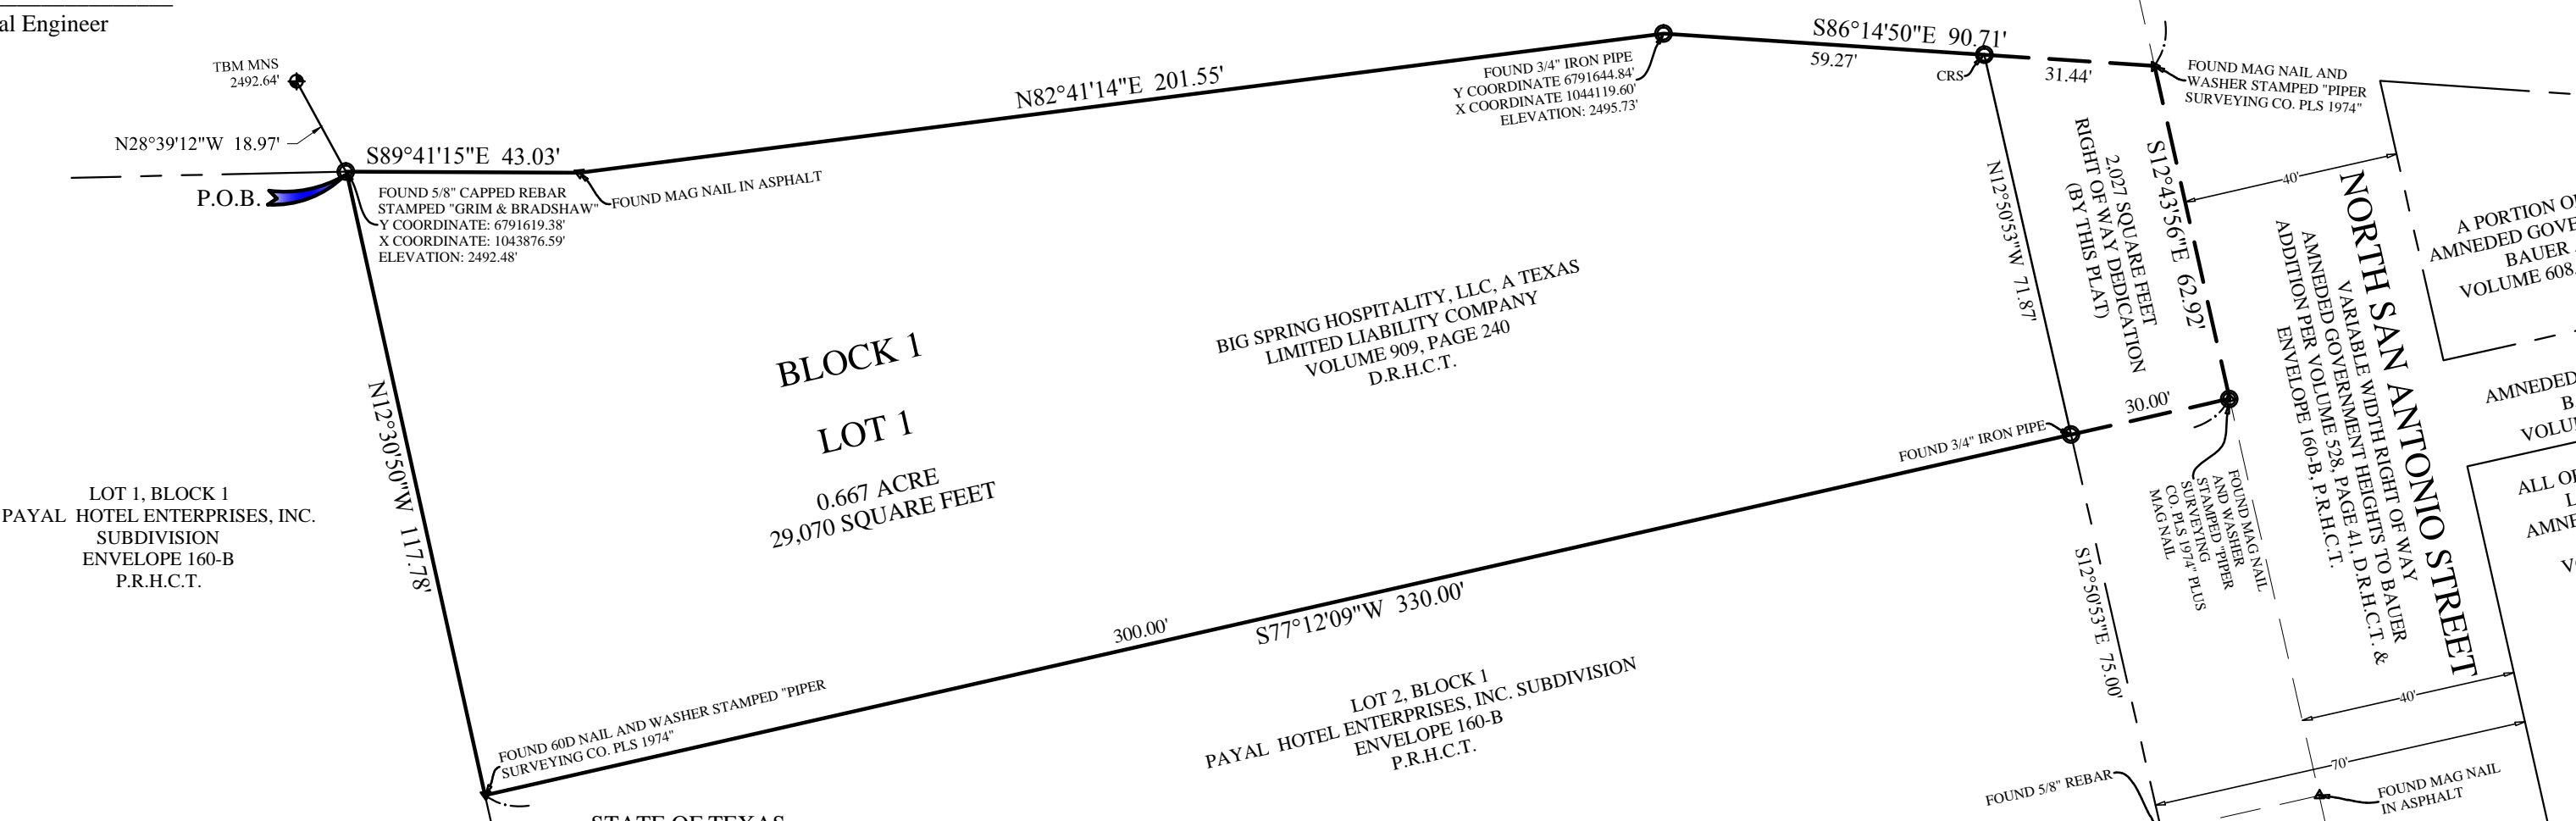 al Engineer
TBM MNS
2492.64'
N28°39'12"W 18.97'
P.O.B.
S89°41'15"E 43.03'
FOUND 5/8" CAPPED REBAR
STAMPED "GRIM & BRADSHAW"
Y COORDINATE: 6791619.38'
X COORDINATE: 1043876.59'
ELEVATION: 2492.48'
FOUND MAG NAIL IN ASPHALT
N82°41'14"E 201.55'
FOUND 3/4" IRON PIPE
Y COORDINATE 6791644.84'
X COORDINATE 1044119.60'
ELEVATION: 2495.73'
S86°14'50"E 90.71'
59.27'
CRS
31.44'
FOUND MAG NAIL AND
WASHER STAMPED "PIPER
SURVEYING CO. PLS 1974"
N12°50'53"W 71.87'
2,027 SQUARE FEET
RIGHT OF WAY DEDICATION
(BY THIS PLAT)
S12°43'56"E 62.92'
40'
NORTH SAN ANTONIO STREET
VARIABLE WIDTH RIGHT OF WAY
AMNEDED GOVERNMENT HEIGHTS TO BAUER
ADDITION PER VOLUME 528, PAGE 41, D.R.H.C.T. &
ENVELOPE 160-B, P.R.H.C.T.
A PORTION O
AMNEDED GOVE
BAUER
VOLUME 608
AMNEDED
B
VOLU
ALL O
L
AMNE
V
BLOCK 1
LOT 1
0.667 ACRE
29,070 SQUARE FEET
BIG SPRING HOSPITALITY, LLC, A TEXAS
LIMITED LIABILITY COMPANY
VOLUME 909, PAGE 240
D.R.H.C.T.
N12°30'50"W 117.78'
LOT 1, BLOCK 1
PAYAL HOTEL ENTERPRISES, INC.
SUBDIVISION
ENVELOPE 160-B
P.R.H.C.T.
FOUND 3/4" IRON PIPE
30.00'
FOUND MAG NAIL
AND WASHER
STAMPED "PIPER
SURVEYING
CO. PLS 1974" PLUS
MAG NAIL
300.00'
S77°12'09"W 330.00'
S12°50'53"E 75.00'
FOUND 60D NAIL AND WASHER STAMPED "PIPER
SURVEYING CO. PLS 1974"
LOT 2, BLOCK 1
PAYAL HOTEL ENTERPRISES, INC. SUBDIVISION
ENVELOPE 160-B
P.R.H.C.T.
40'
70'
FOUND 5/8" REBAR
FOUND MAG NAIL
IN ASPHALT
STATE OF TEXAS